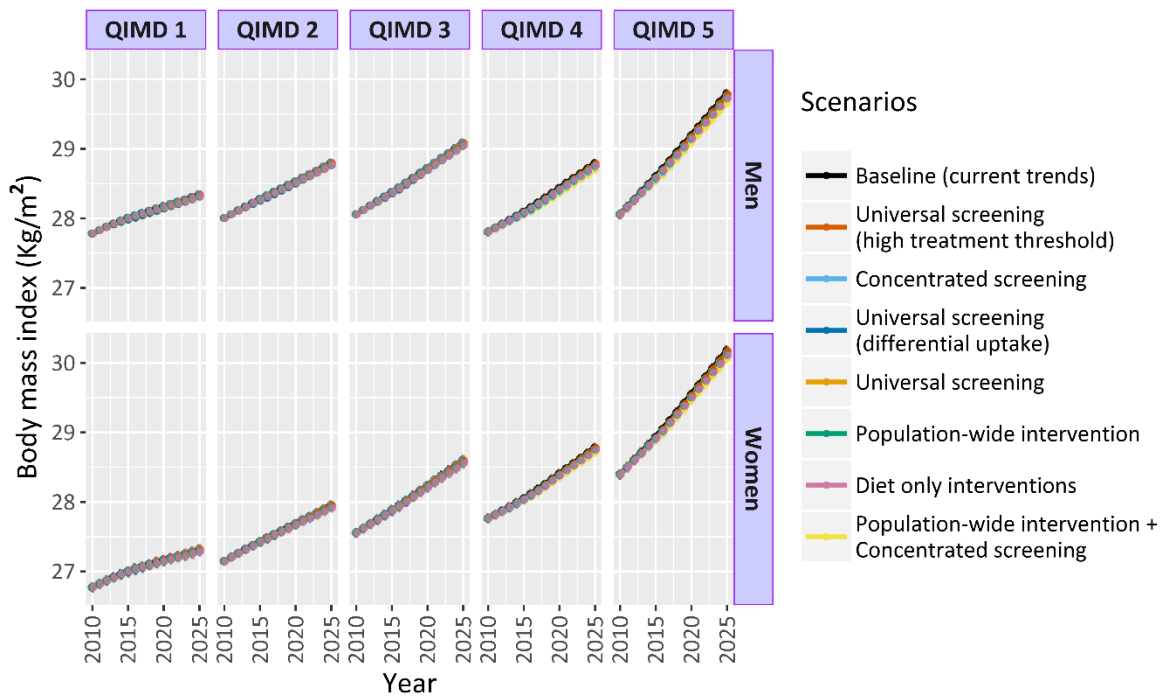 QIMD 1 QIMD 2 QIMD 3 QIMD 4 QIMD 5
Body mass index (Kg/m²)
30
29
28
27
Men
30
29
28
27
Women
2010 2015 2020 2025 2010 2015 2020 2025 2010 2015 2020 2025 2010 2015 2020 2025 2010 2015 2020 2025
Year
Scenarios
Baseline (current trends)
Universal screening
(high treatment threshold)
Concentrated screening
Universal screening
(differential uptake)
Universal screening
Population-wide intervention
Diet only interventions
Population-wide intervention +
Concentrated screening